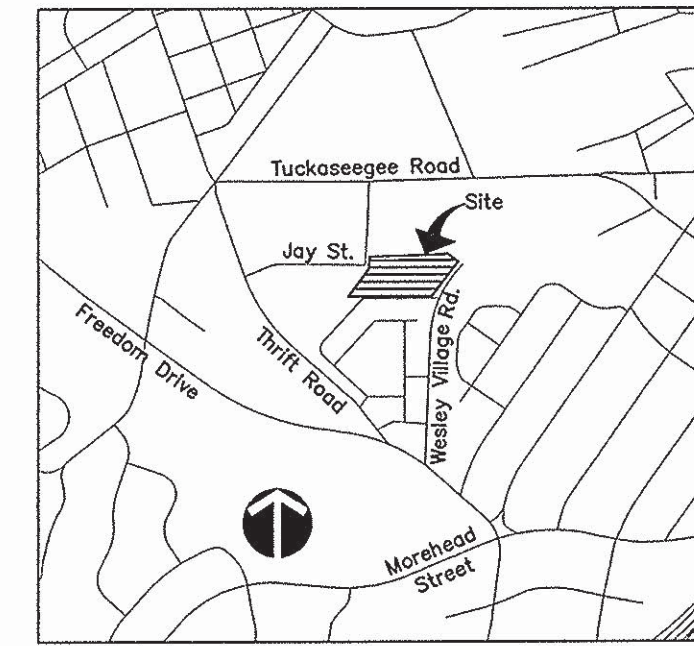 Tuckaseegee Road
Site
Jay St.
Freedom Drive
Thrift Road
Wesley Village Rd.
Morehead
Street